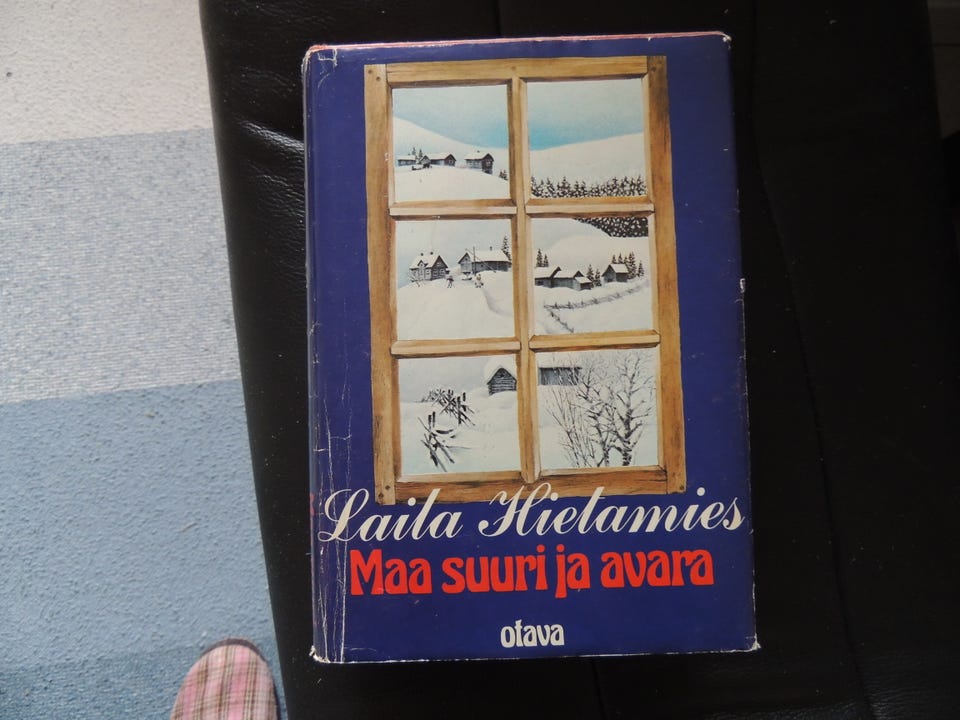 Laila Hietamies
Maa suuri ja avara
otava